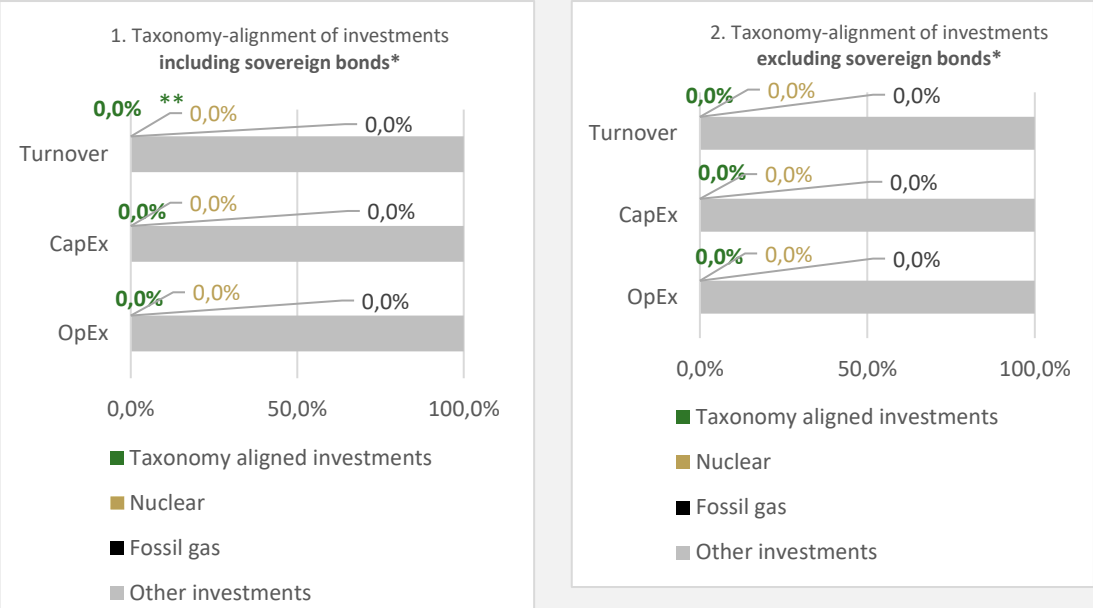 1. Taxonomy-alignment of investments
including sovereign bonds*
0,0% ** 0,0% 0,0%
Turnover
0,0% 0,0% 0,0%
CapEx
0,0% 0,0% 0,0%
OpEx
0,0% 50,0% 100,0%
Taxonomy aligned investments
Nuclear
Fossil gas
Other investments
2. Taxonomy-alignment of investments
excluding sovereign bonds*
0,0% 0,0% 0,0%
Turnover
0,0% 0,0% 0,0%
CapEx
0,0% 0,0% 0,0%
OpEx
0,0% 50,0% 100,0%
Taxonomy aligned investments
Nuclear
Fossil gas
Other investments